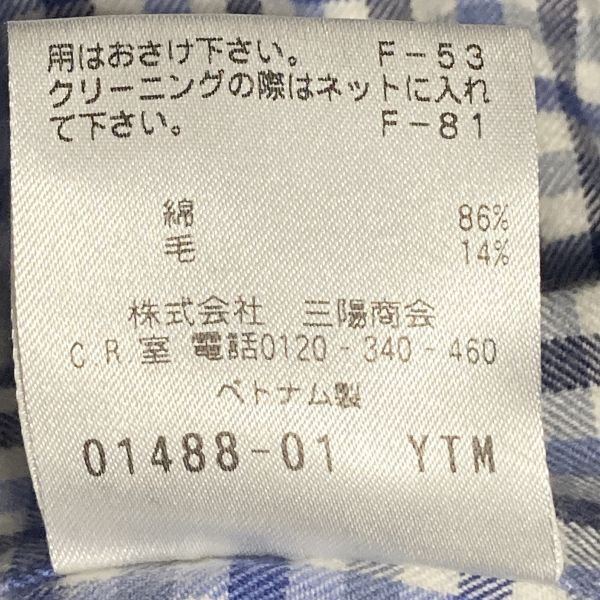 用はおさけ下さい。 F-53
クリーニングの際はネットに入れ
て下さい。 F-81
綿 86%
毛 14%
株式会社 三陽商会
C.R.室 電話0120-340-460
ベトナム製
01488-01 YTM